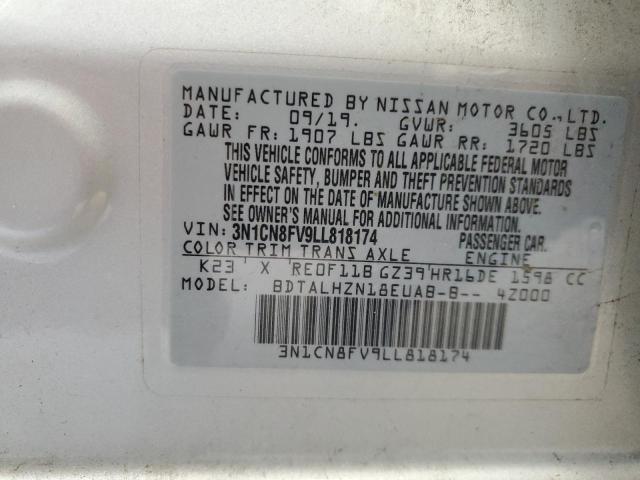 MANUFACTURED BY NISSAN MOTOR CO., LTD.
DATE: 09/19. GVWR: 3605 LBS
GAWR FR: 1907 LBS GAWR RR: 1720 LBS
THIS VEHICLE CONFORMS TO ALL APPLICABLE FEDERAL MOTOR
VEHICLE SAFETY, BUMPER AND THEFT PREVENTION STANDARDS
IN EFFECT ON THE DATE OF MANUFACTURE SHOWN ABOVE.
SEE OWNER'S MANUAL FOR ADDITIONAL INFORMATION.
VIN: 3N1CN8FV9LL818174 PASSENGER CAR.
COLOR TRIM TRANS AXLE ENGINE
K23 ' X 'RE0F11B GZ39'HR16DE 1598 CC
MODEL: BDTALHZN18EUAB-B-- 4Z000
3N1CN8FV9LL818174